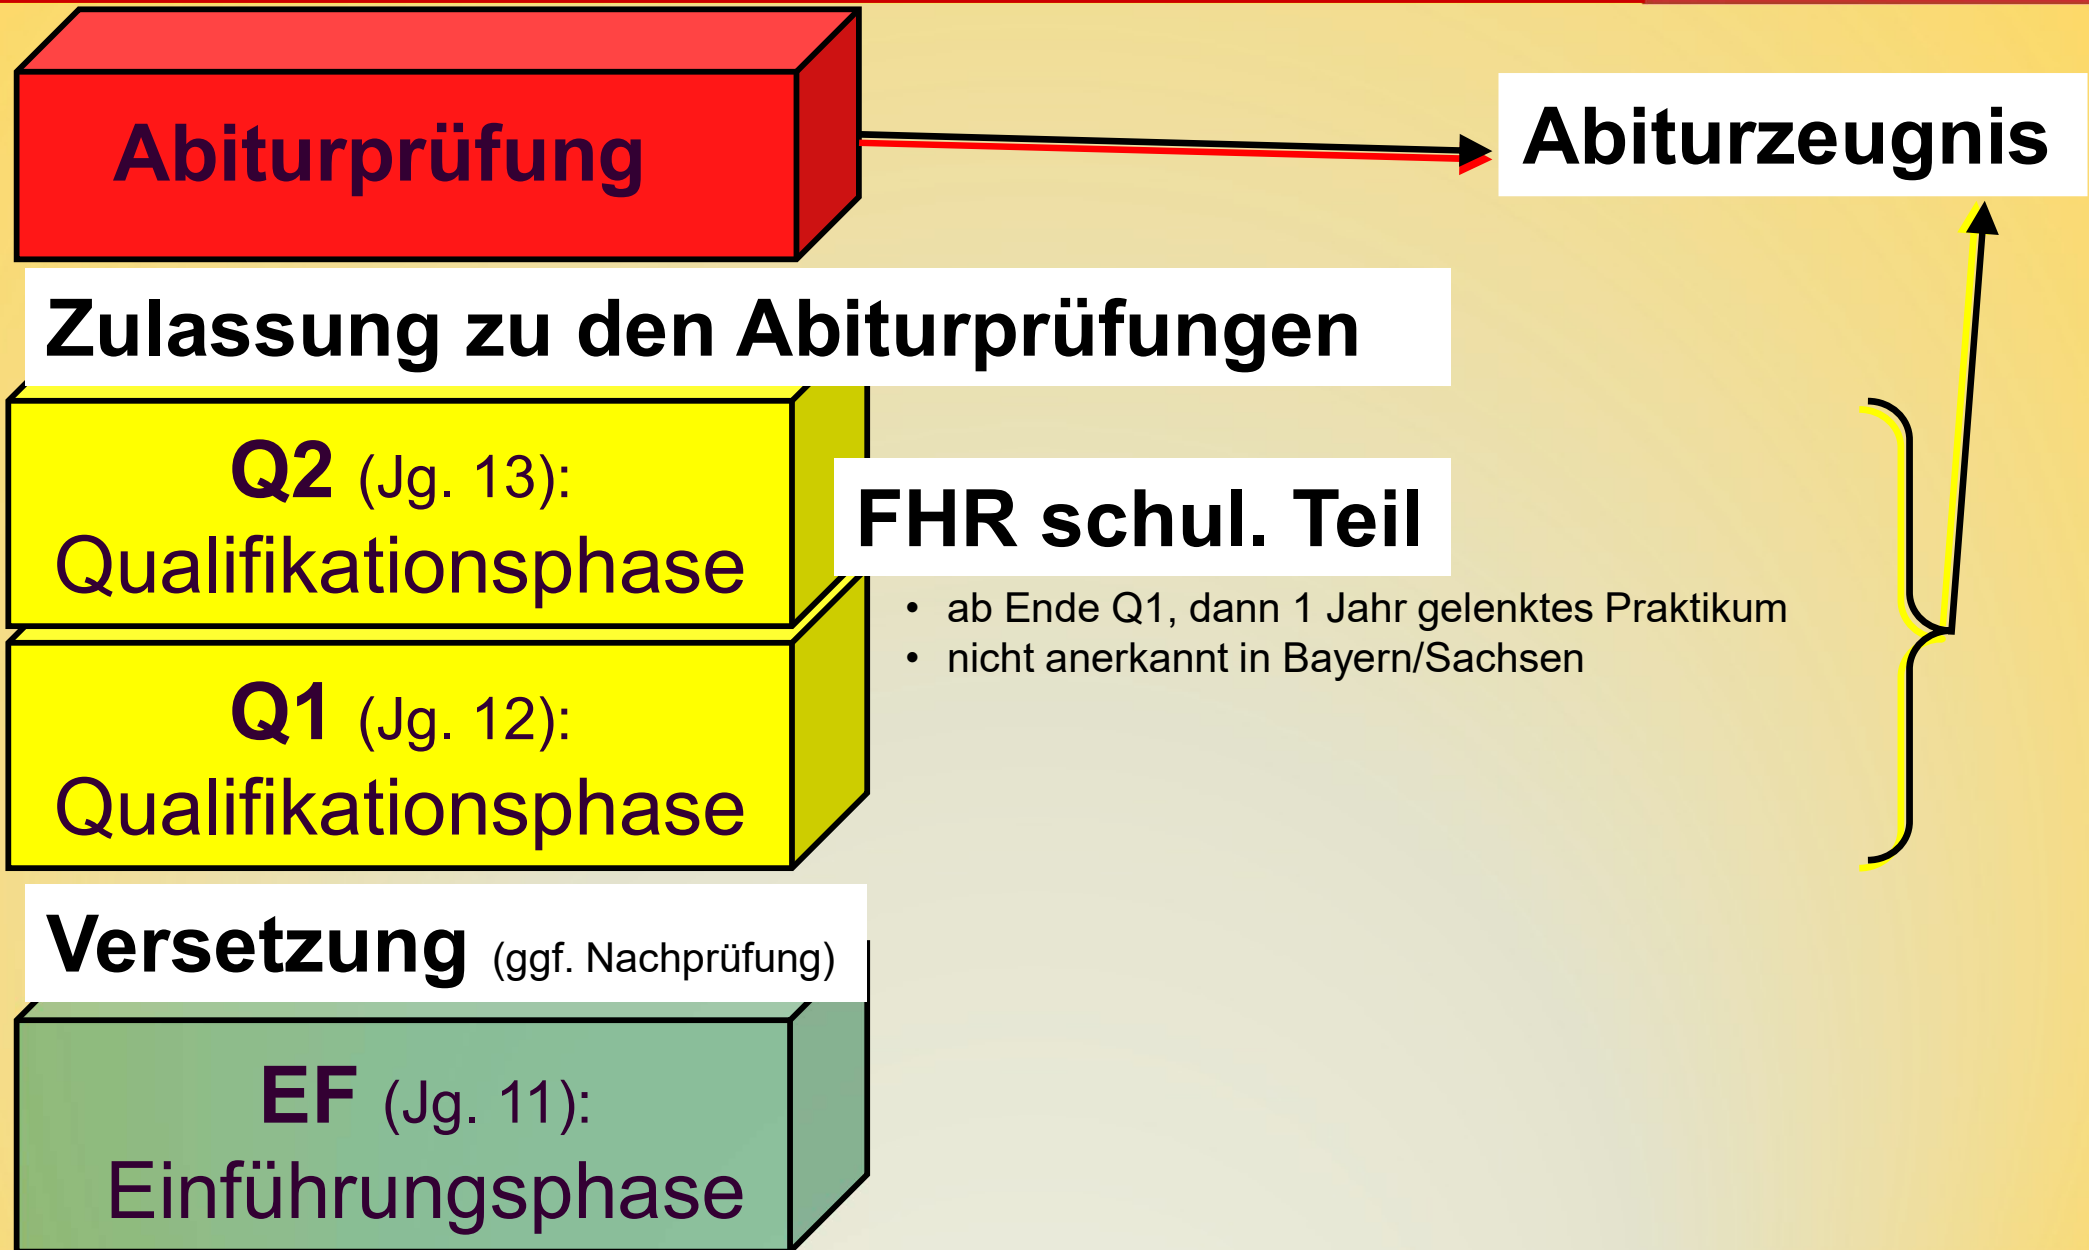 Abiturprüfung
Abiturzeugnis
Zulassung zu den Abiturprüfungen
Q2 (Jg. 13):
Qualifikationsphase
FHR schul. Teil
• ab Ende Q1, dann 1 Jahr gelenktes Praktikum
• nicht anerkannt in Bayern/Sachsen
Q1 (Jg. 12):
Qualifikationsphase
Versetzung (ggf. Nachprüfung)
EF (Jg. 11):
Einführungsphase